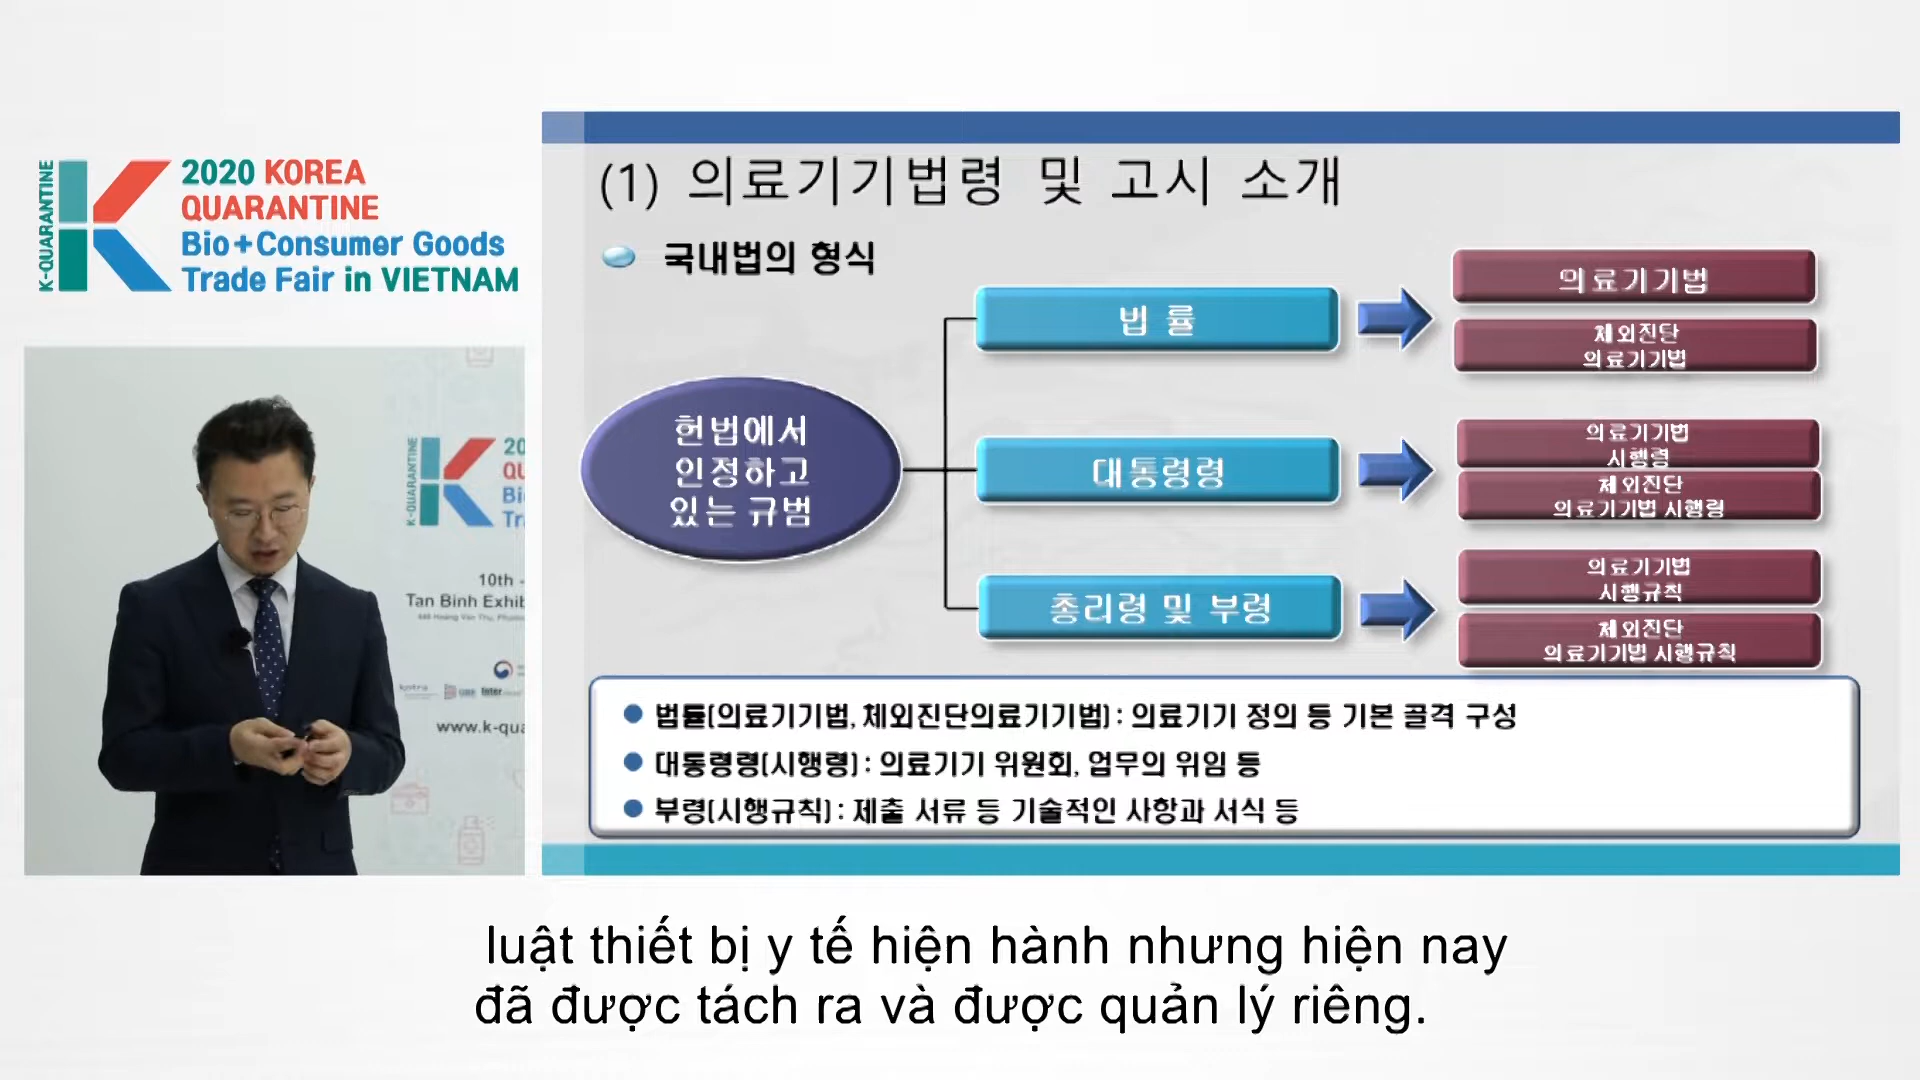 K-QUARANTINE
2020 KOREA
QUARANTINE
Bio+Consumer Goods
Trade Fair in VIETNAM
K-QUARANTINE
10th -
Tan Binh Exhib
www.k-qua
(1) 의료기기법령 및 고시 소개
국내법의 형식
헌법에서
인정하고
있는 규범
법 률
의료기기법
체외진단
의료기기법
대통령령
의료기기법
시행령
체외진단
의료기기법 시행령
총리령 및 부령
의료기기법
시행규칙
체외진단
의료기기법 시행규칙
법률(의료기기법, 체외진단의료기기법) : 의료기기 정의 등 기본 골격 구성
대통령령(시행령) : 의료기기 위원회, 업무의 위임 등
부령(시행규칙) : 제출 서류 등 기술적인 사항과 서식 등
luật thiết bị y tế hiện hành nhưng hiện nay
đã được tách ra và được quản lý riêng.